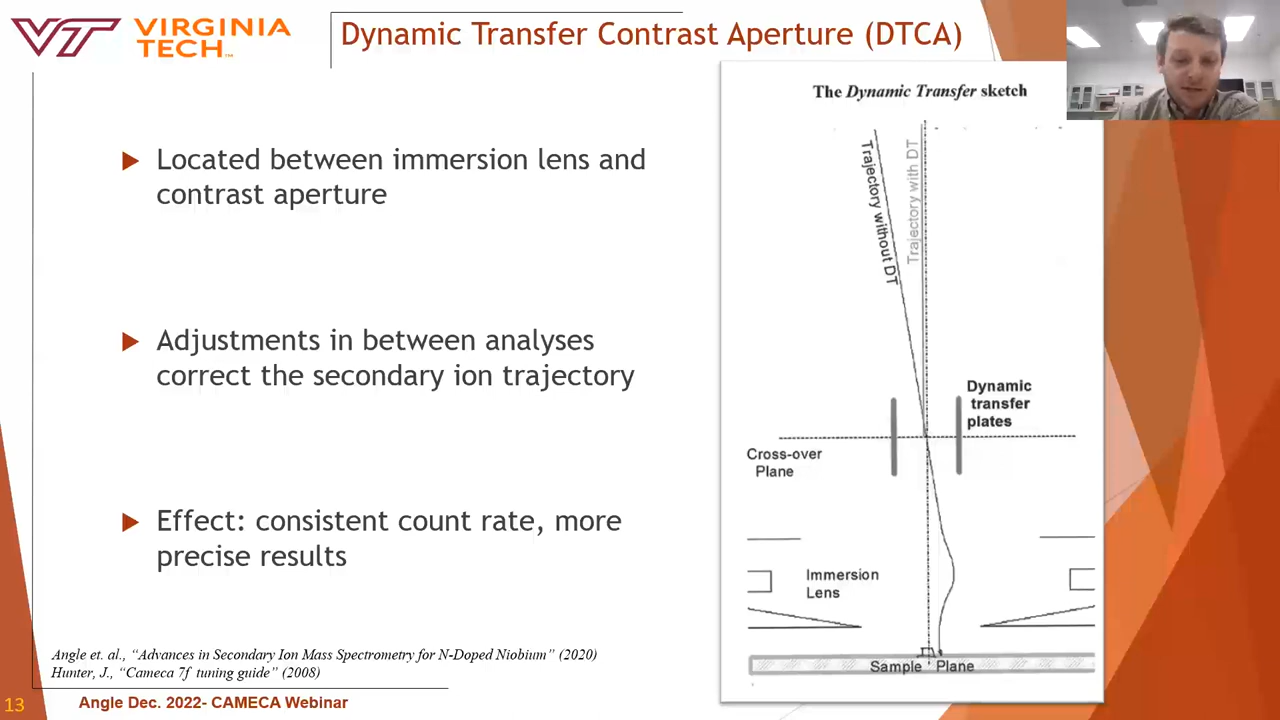 VT VIRGINIA
TECH™
Dynamic Transfer Contrast Aperture (DTCA)
Located between immersion lens and
contrast aperture
Adjustments in between analyses
correct the secondary ion trajectory
Effect: consistent count rate, more
precise results
The Dynamic Transfer sketch
Trajectory without DT
Trajectory with DT
Dynamic
transfer
plates
Cross-over
Plane
Immersion
Lens
Sample Plane
Angle et. al., “Advances in Secondary Ion Mass Spectrometry for N-Doped Niobium” (2020)
Hunter, J., “Cameca 7f tuning guide” (2008)
13
Angle Dec. 2022- CAMECA Webinar